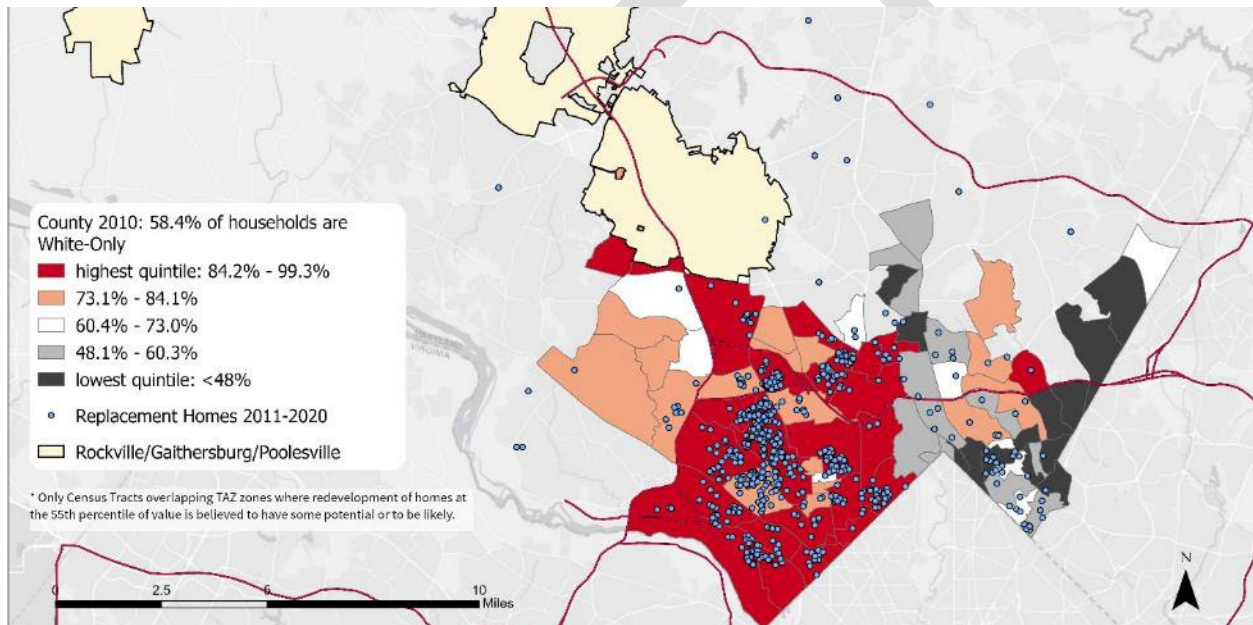 County 2010: 58.4% of households are
White-Only
highest quintile: 84.2% - 99.3%
73.1% - 84.1%
60.4% - 73.0%
48.1% - 60.3%
lowest quintile: <48%
Replacement Homes 2011-2020
Rockville/Gaithersburg/Poolesville
* Only Census Tracts overlapping TAZ zones where redevelopment of homes at
the 55th percentile of value is believed to have some potential or to be likely.
VIRGINIA
0 2.5 5 10
Miles
N